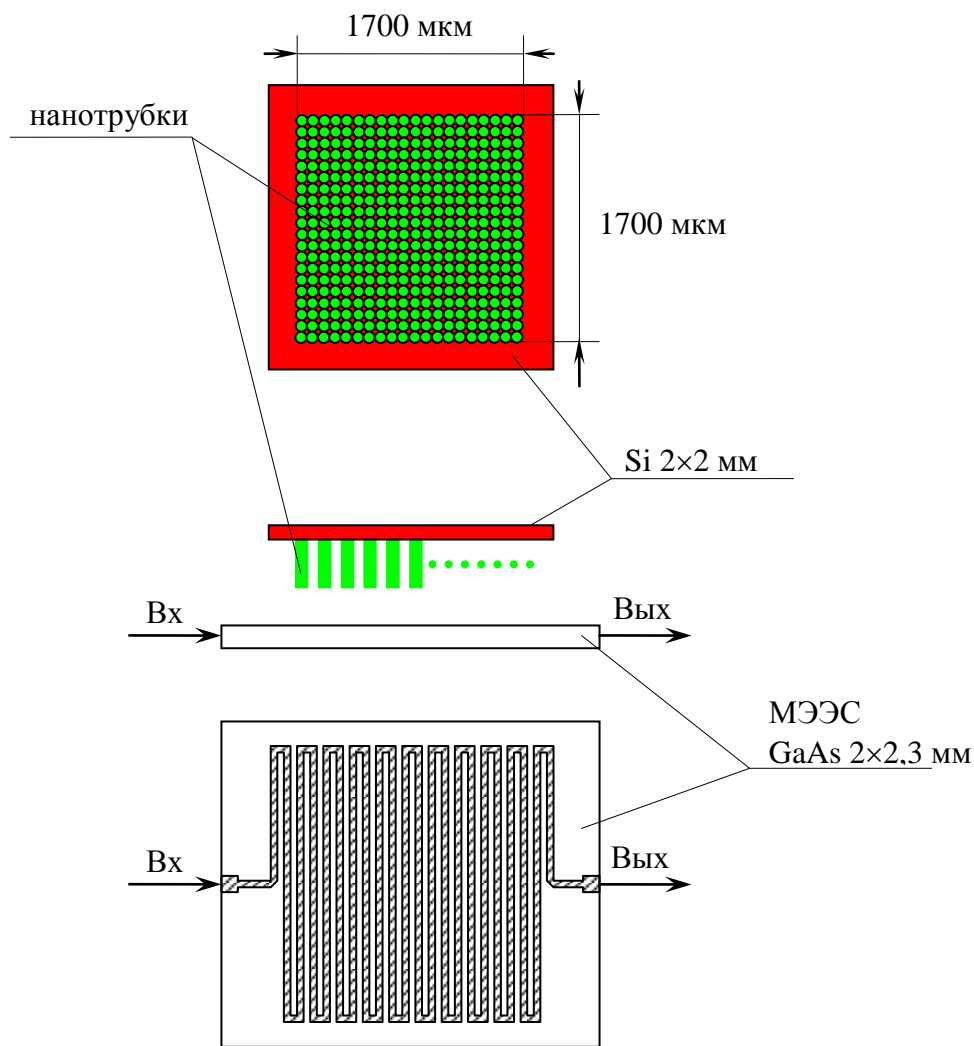 1700 мкм
нанотрубки
1700 мкм
Si 2×2 мм
Вх
Вых
МЭЭС
GaAs 2×2,3 мм
Вх
Вых